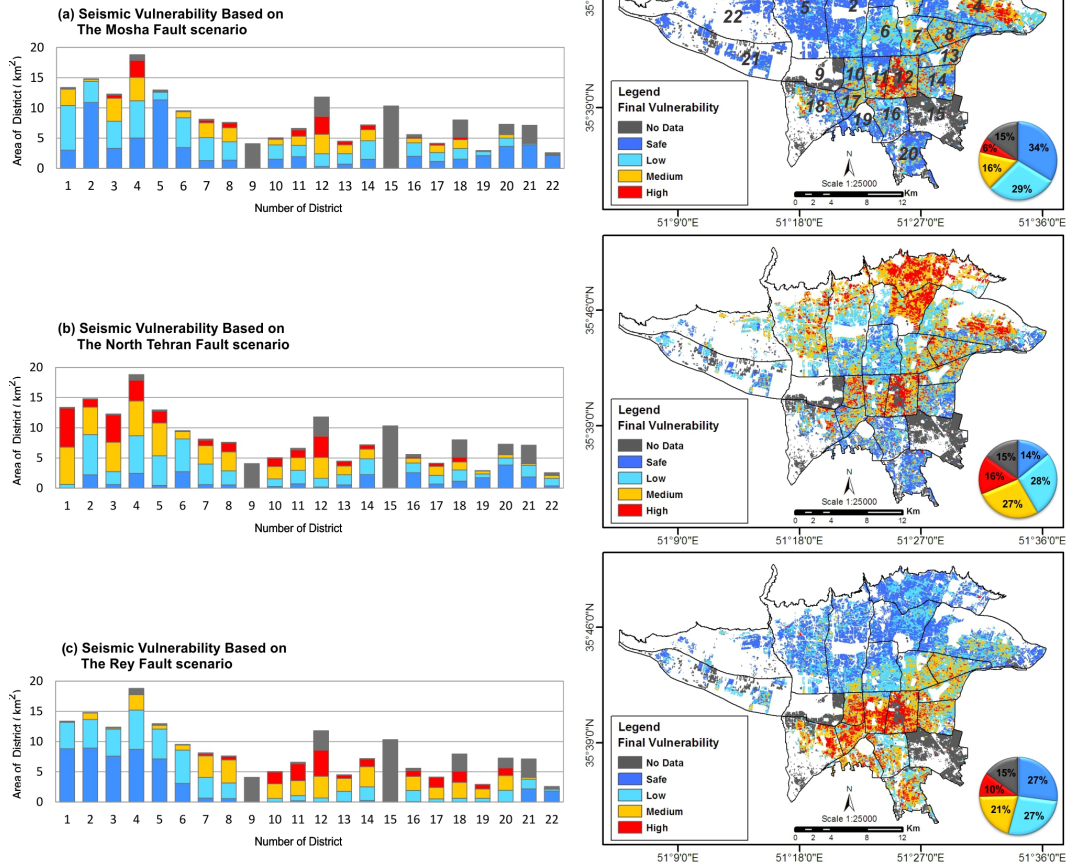 (a) Seismic Vulnerability Based on
The Mosha Fault scenario
Area of District ( km2)
20
15
10
5
0
1 2 3 4 5 6 7 8 9 10 11 12 13 14 15 16 17 18 19 20 21 22
Number of District
22 5 2 4
6 7 8
21 13
9 10 11 12 14
18 17 16 15
19
20
35°39'0"N
Legend
Final Vulnerability
No Data
Safe
Low
Medium
High
N
Scale 1:25000
Km
0 2 4 8 12
15%
34%
6%
16%
29%
51°9'0"E 51°18'0"E 51°27'0"E 51°36'0"E
(b) Seismic Vulnerability Based on
The North Tehran Fault scenario
Area of District ( km2)
20
15
10
5
0
1 2 3 4 5 6 7 8 9 10 11 12 13 14 15 16 17 18 19 20 21 22
Number of District
35°46'0"N
35°39'0"N
Legend
Final Vulnerability
No Data
Safe
Low
Medium
High
N
Scale 1:25000
Km
0 2 4 8 12
15% 14%
16%
28%
27%
51°9'0"E 51°18'0"E 51°27'0"E 51°36'0"E
(c) Seismic Vulnerability Based on
The Rey Fault scenario
Area of District ( km2)
20
15
10
5
0
1 2 3 4 5 6 7 8 9 10 11 12 13 14 15 16 17 18 19 20 21 22
Number of District
35°46'0"N
35°39'0"N
Legend
Final Vulnerability
No Data
Safe
Low
Medium
High
N
Scale 1:25000
Km
0 2 4 8 12
15%
27%
10%
21%
27%
51°9'0"E 51°18'0"E 51°27'0"E 51°36'0"E